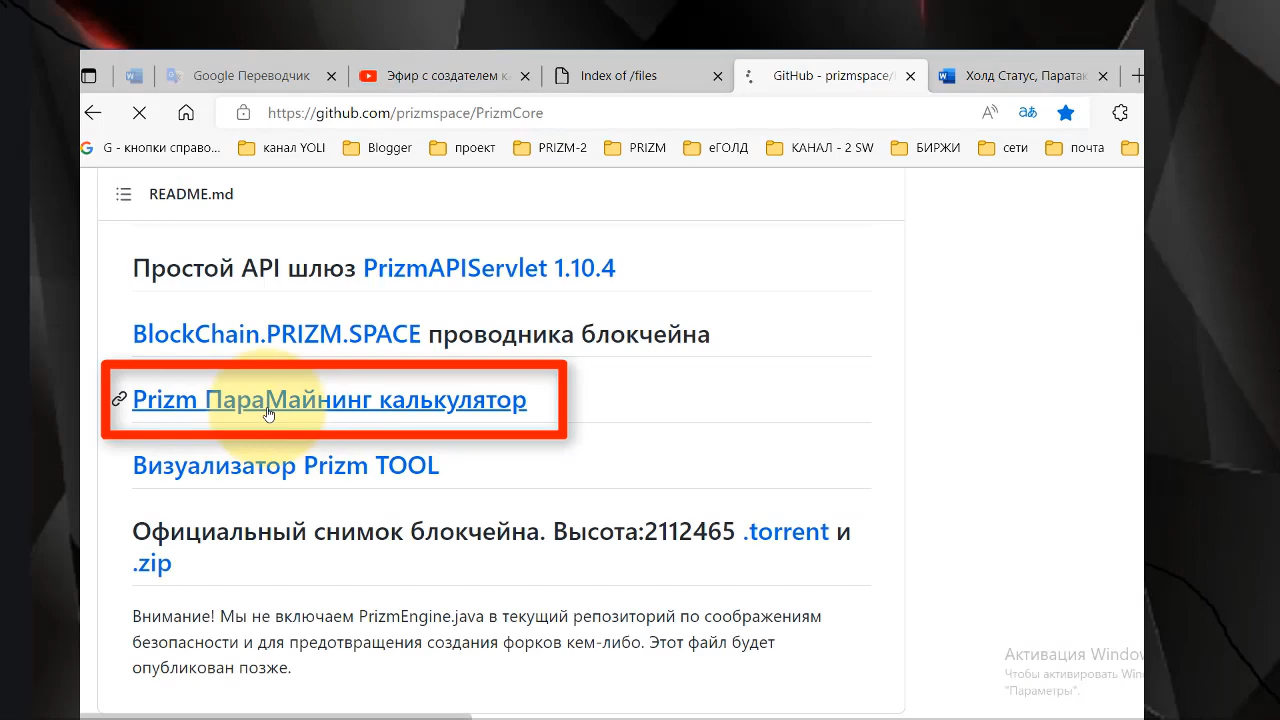 Google Переводчик
Эфир с создателем к
Index of /files
GitHub - prizmspace/
Холд Статус, Паратак
https://github.com/prizmspace/PrizmCore
G - кнопки справо...
канал YOLI
Blogger
проект
PRIZM-2
PRIZM
еГОЛД
КАНАЛ - 2 SW
БИРЖИ
сети
почта
README.md
Простой API шлюз PrizmAPIServlet 1.10.4
BlockChain.PRIZM.SPACE проводника блокчейна
Prizm ПараМайнинг калькулятор
Визуализатор Prizm TOOL
Официальный снимок блокчейна. Высота:2112465 .torrent и
.zip
Внимание! Мы не включаем PrizmEngine.java в текущий репозиторий по соображениям
безопасности и для предотвращения создания форков кем-либо. Этот файл будет
опубликован позже.
Активация Window
Чтобы активировать Win
"Параметры".